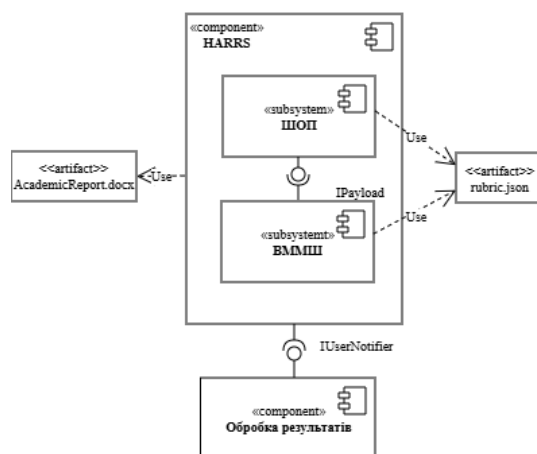 «component»
HARRS
«subsystem»
ШОП
Use
<<artifact>>
AcademicReport.docx
Use
<<artifact>>
rubric.json
IPayload
«subsystemt»
ВММШ
Use
IUserNotifier
«component»
Обробка результатів